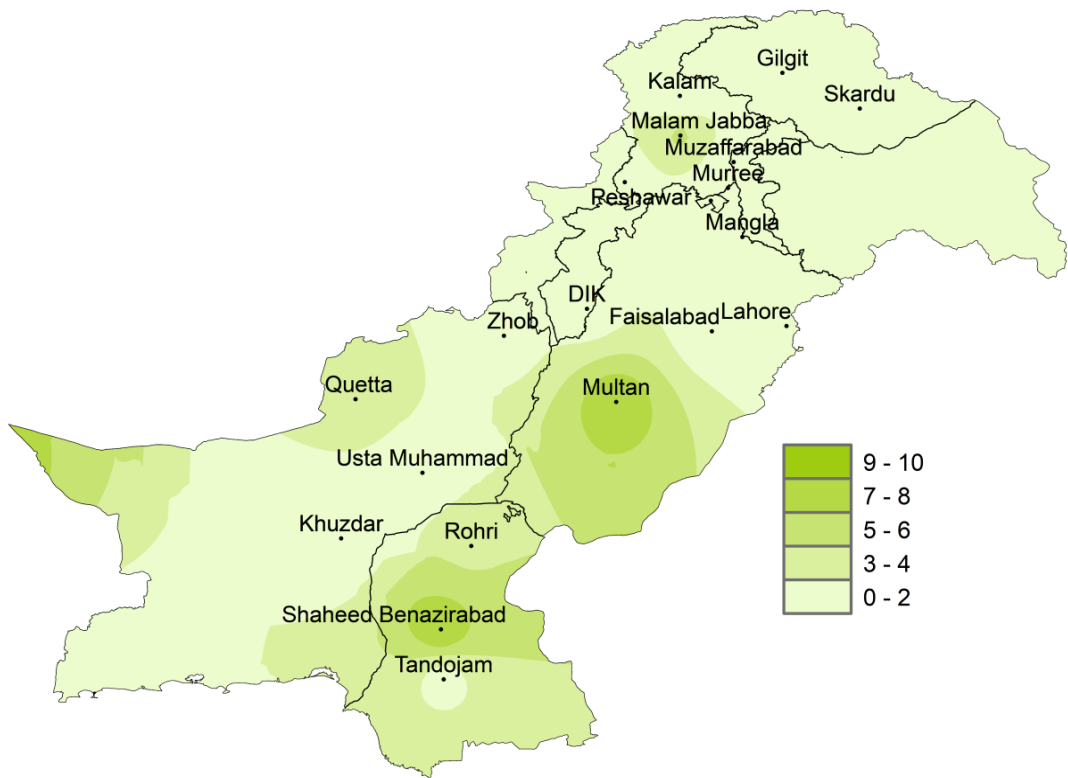 Gilgit
Kalam
Skardu
Malam Jabba
Muzaffarabad
Murree
Reshawar
Mangla
DIK
Zhob
Faisalabad
Lahore
Quetta
Multan
Usta Muhammad
Khuzdar
Rohri
Shaheed Benazirabad
Tandojam
9 - 10
7 - 8
5 - 6
3 - 4
0 - 2